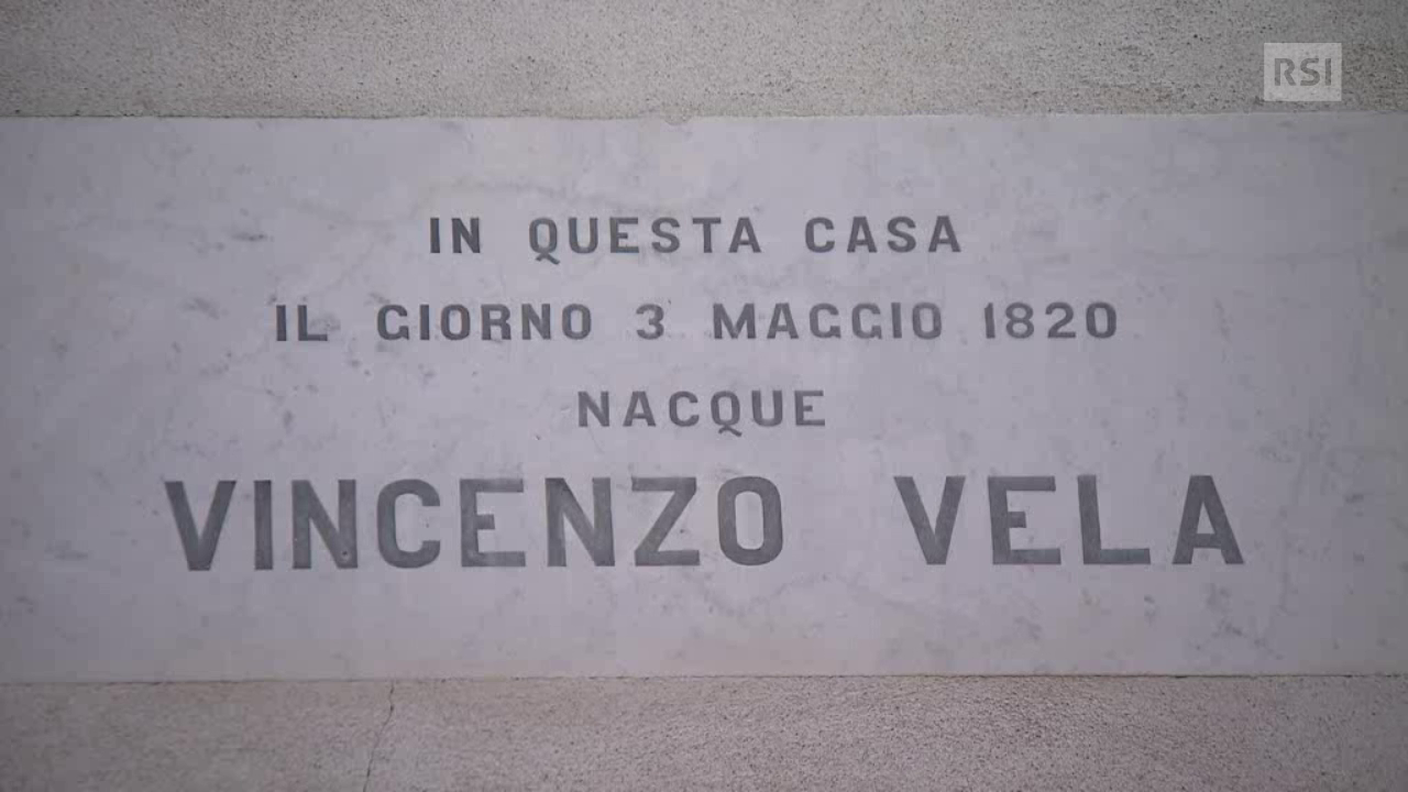 RSI
IN QUESTA CASA
IL GIORNO 3 MAGGIO 1820
NACQUE
VINCENZO VELA